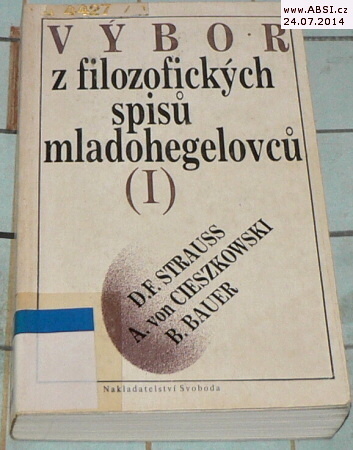 www.ABSI.cz
24.07.2014
VÝBOR
z filozofických
spisů
mladohegelovců
(I)
D.F. STRAUSS
A. von CIESZKOWSKI
B. BAUER
Nakladatelství Svoboda